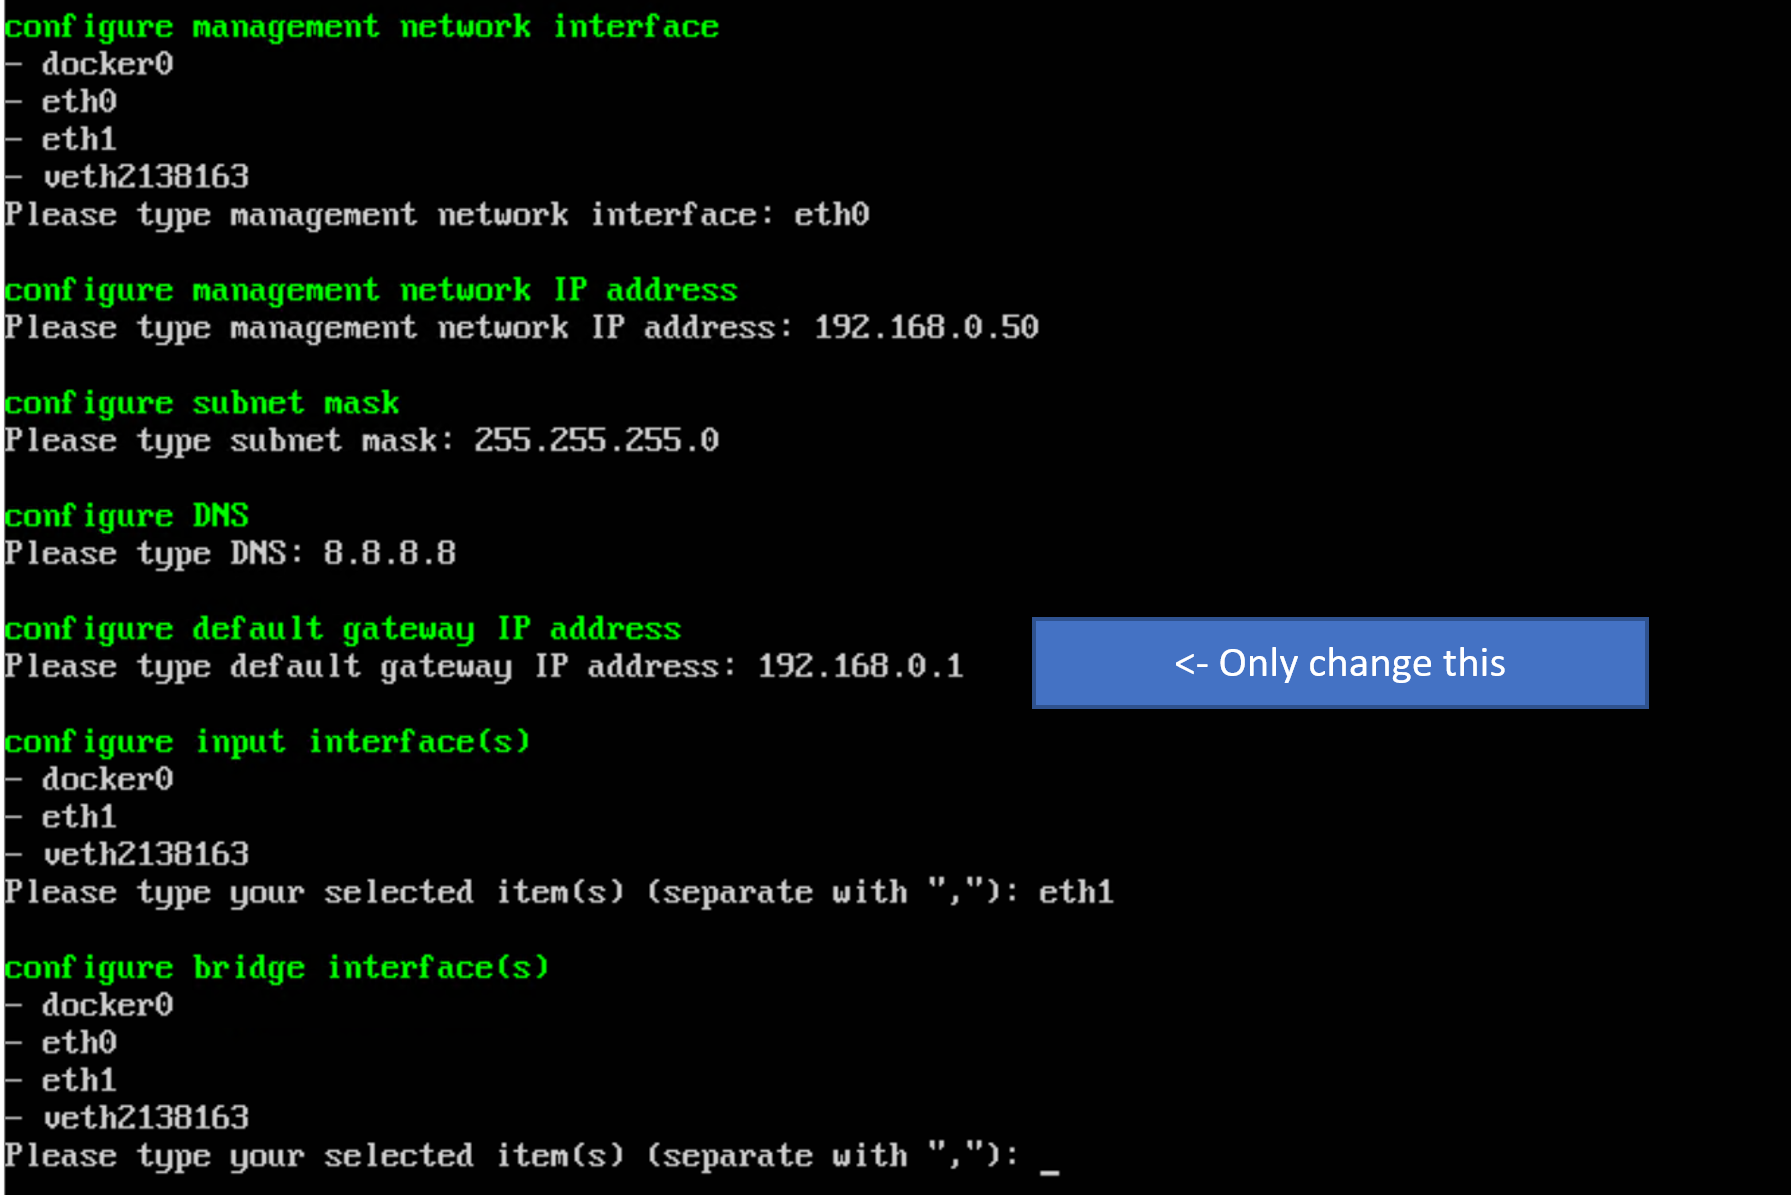 configure management network interface
- docker0
- eth0
- eth1
- veth2138163
Please type management network interface: eth0
configure management network IP address
Please type management network IP address: 192.168.0.50
configure subnet mask
Please type subnet mask: 255.255.255.0
configure DNS
Please type DNS: 8.8.8.8
configure default gateway IP address
Please type default gateway IP address: 192.168.0.1
<- Only change this
configure input interface(s)
- docker0
- eth1
- veth2138163
Please type your selected item(s) (separate with ","): eth1
configure bridge interface(s)
- docker0
- eth0
- eth1
- veth2138163
Please type your selected item(s) (separate with ","): _